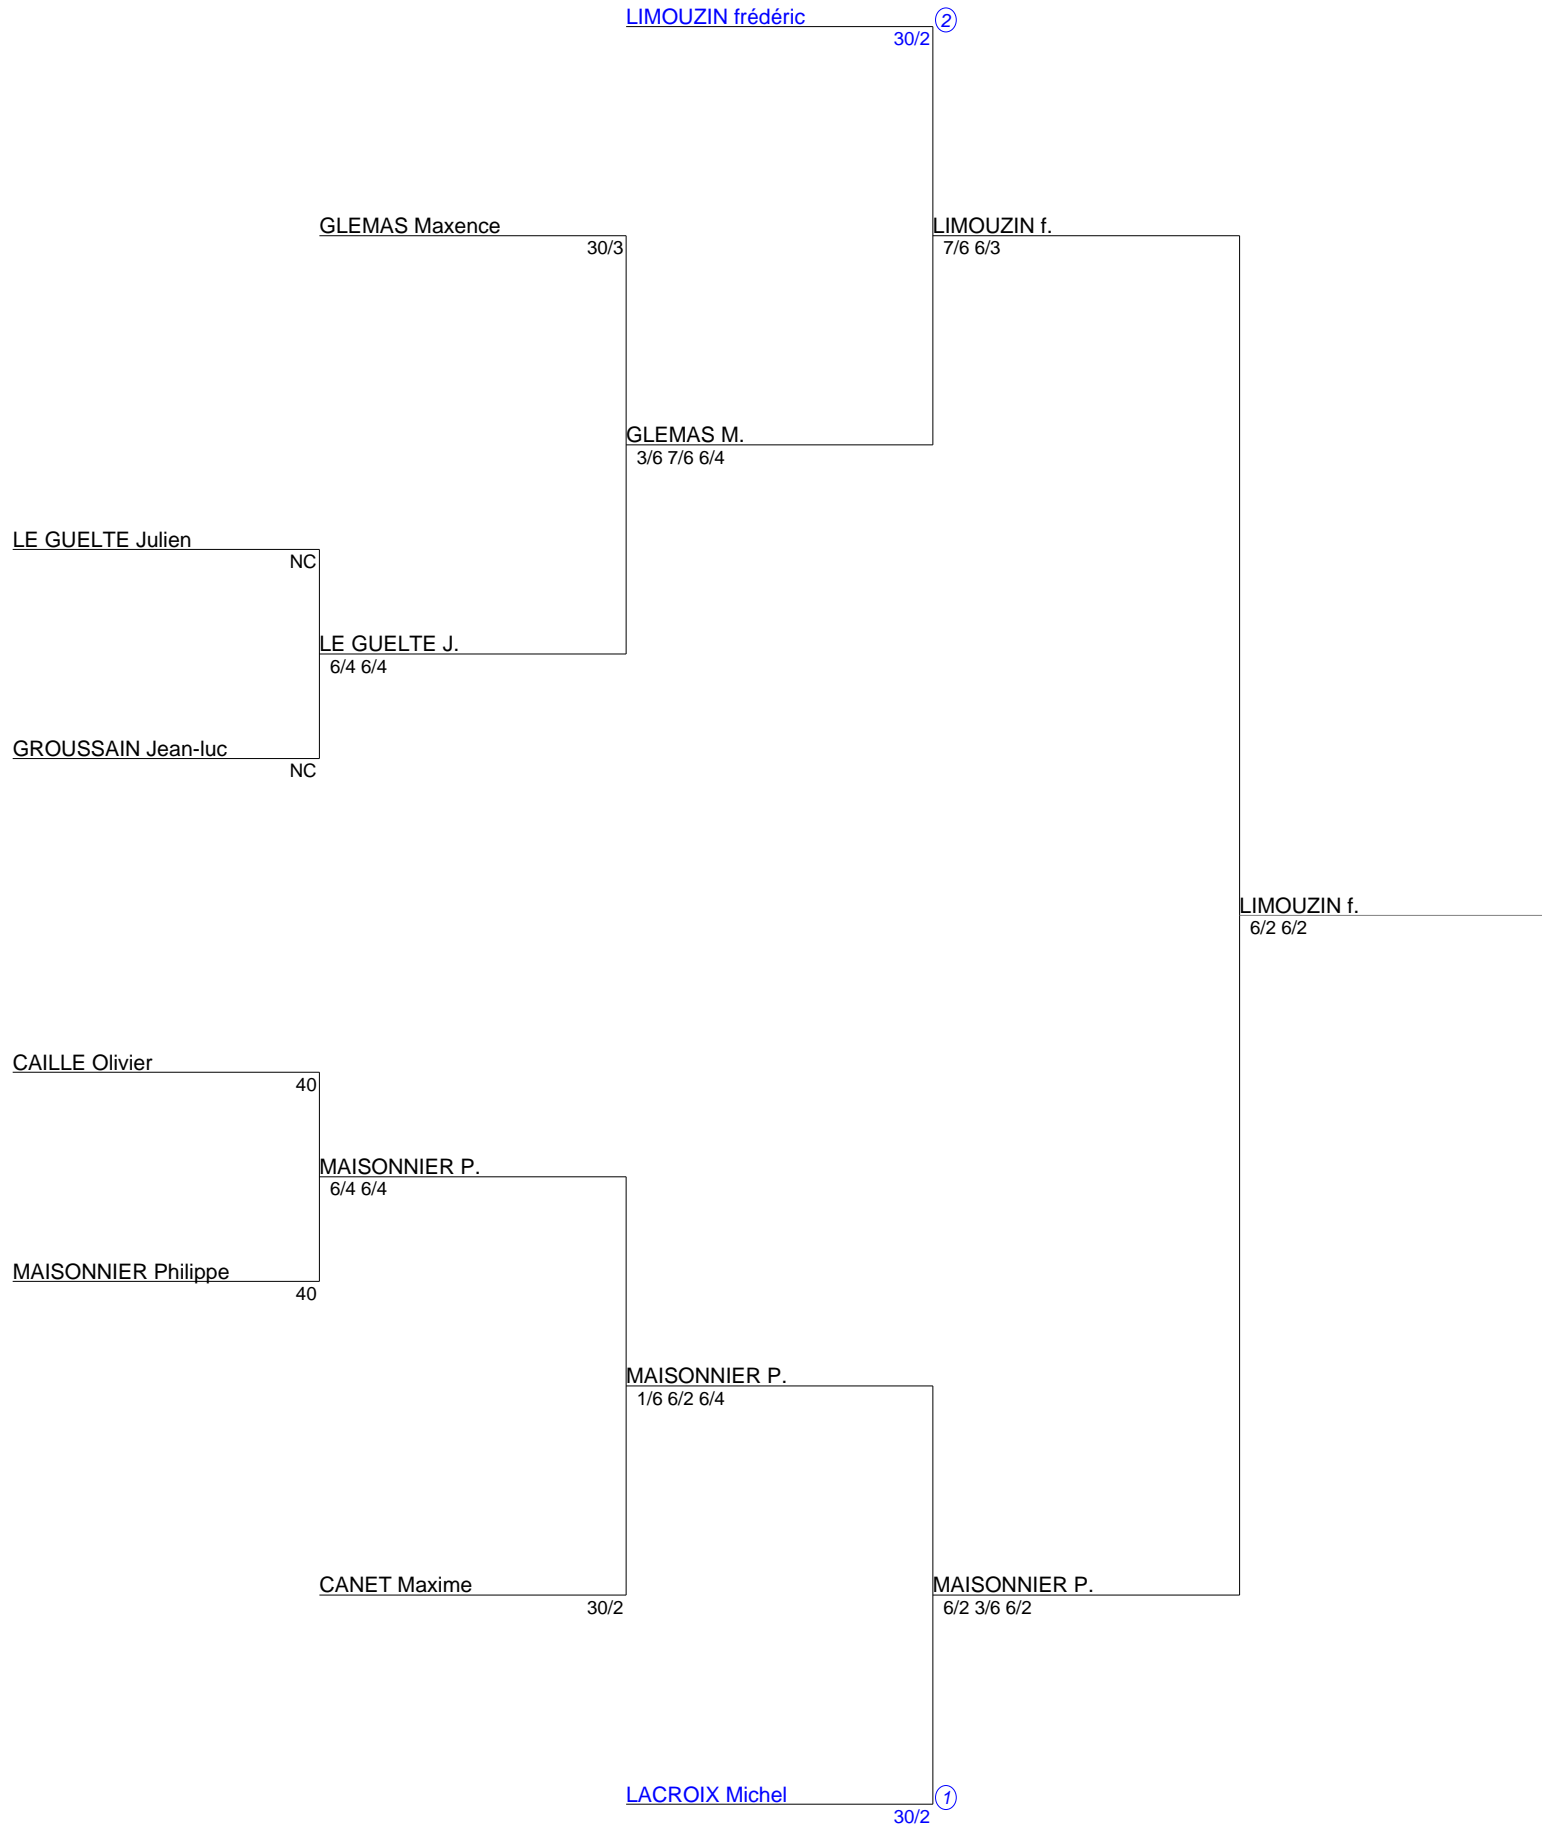 LIMOUZIN frédéric
2
30/2
GLEMAS Maxence
30/3
LIMOUZIN f.
7/6 6/3
GLEMAS M.
3/6 7/6 6/4
LE GUELTE Julien
NC
LE GUELTE J.
6/4 6/4
GROUSSAIN Jean-luc
NC
LIMOUZIN f.
6/2 6/2
CAILLE Olivier
40
MAISONNIER P.
6/4 6/4
MAISONNIER Philippe
40
MAISONNIER P.
1/6 6/2 6/4
CANET Maxime
30/2
MAISONNIER P.
6/2 3/6 6/2
LACROIX Michel
1
30/2